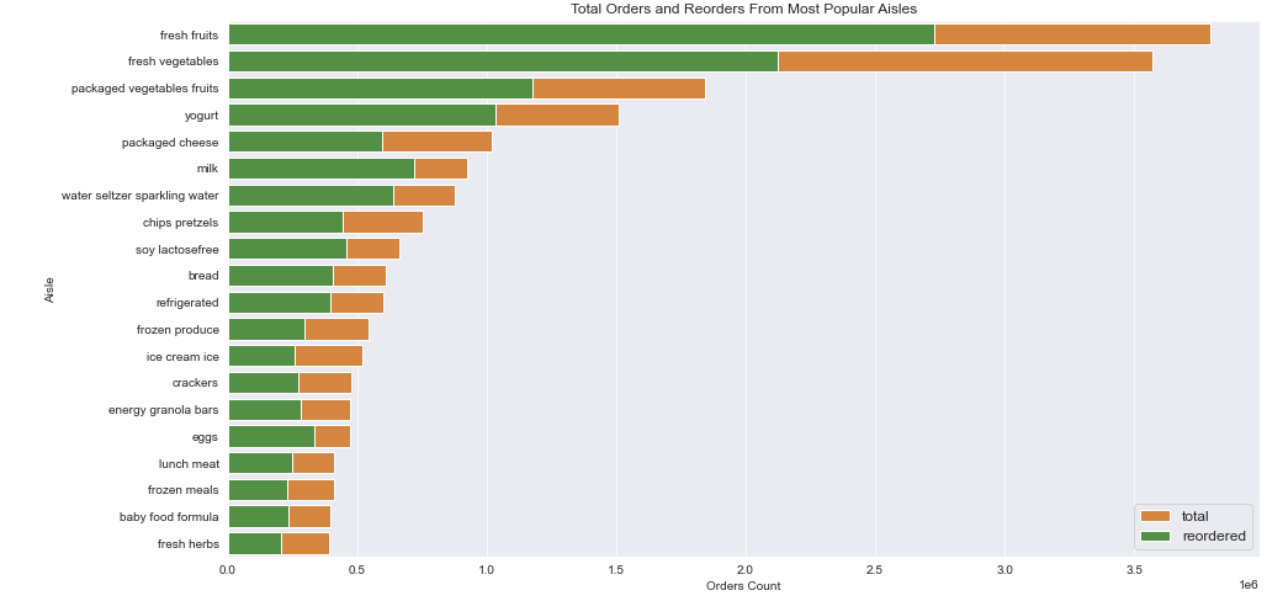 Total Orders and Reorders From Most Popular Aisles
fresh fruits
fresh vegetables
packaged vegetables fruits
yogurt
packaged cheese
milk
water seltzer sparkling water
chips pretzels
soy lactosefree
bread
refrigerated
frozen produce
ice cream ice
crackers
energy granola bars
eggs
lunch meat
frozen meals
baby food formula
fresh herbs
Aisle
total
reordered
0.0 0.5 1.0 1.5 2.0 2.5 3.0 3.5
Orders Count
1e6